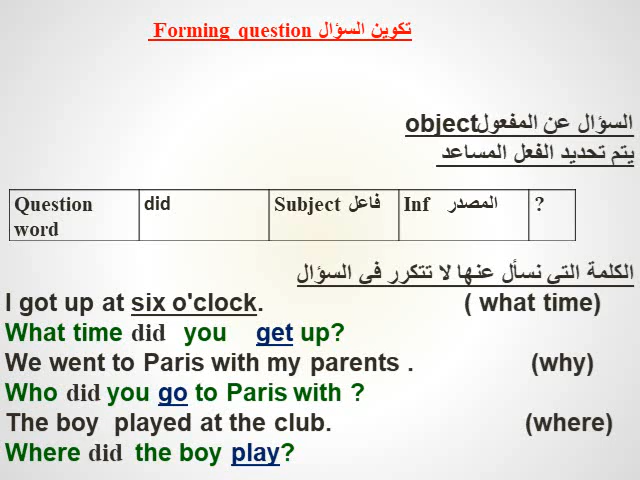 Forming question تكوين السؤال
السؤال عن المفعول object
يتم تحديد الفعل المساعد
Question word did Subject فاعل Inf المصدر ?
الكلمة التى نسأل عنها لا تتكرر فى السؤال
I got up at six o'clock. ( what time)
What time did you get up?
We went to Paris with my parents . (why)
Who did you go to Paris with ?
The boy played at the club. (where)
Where did the boy play?